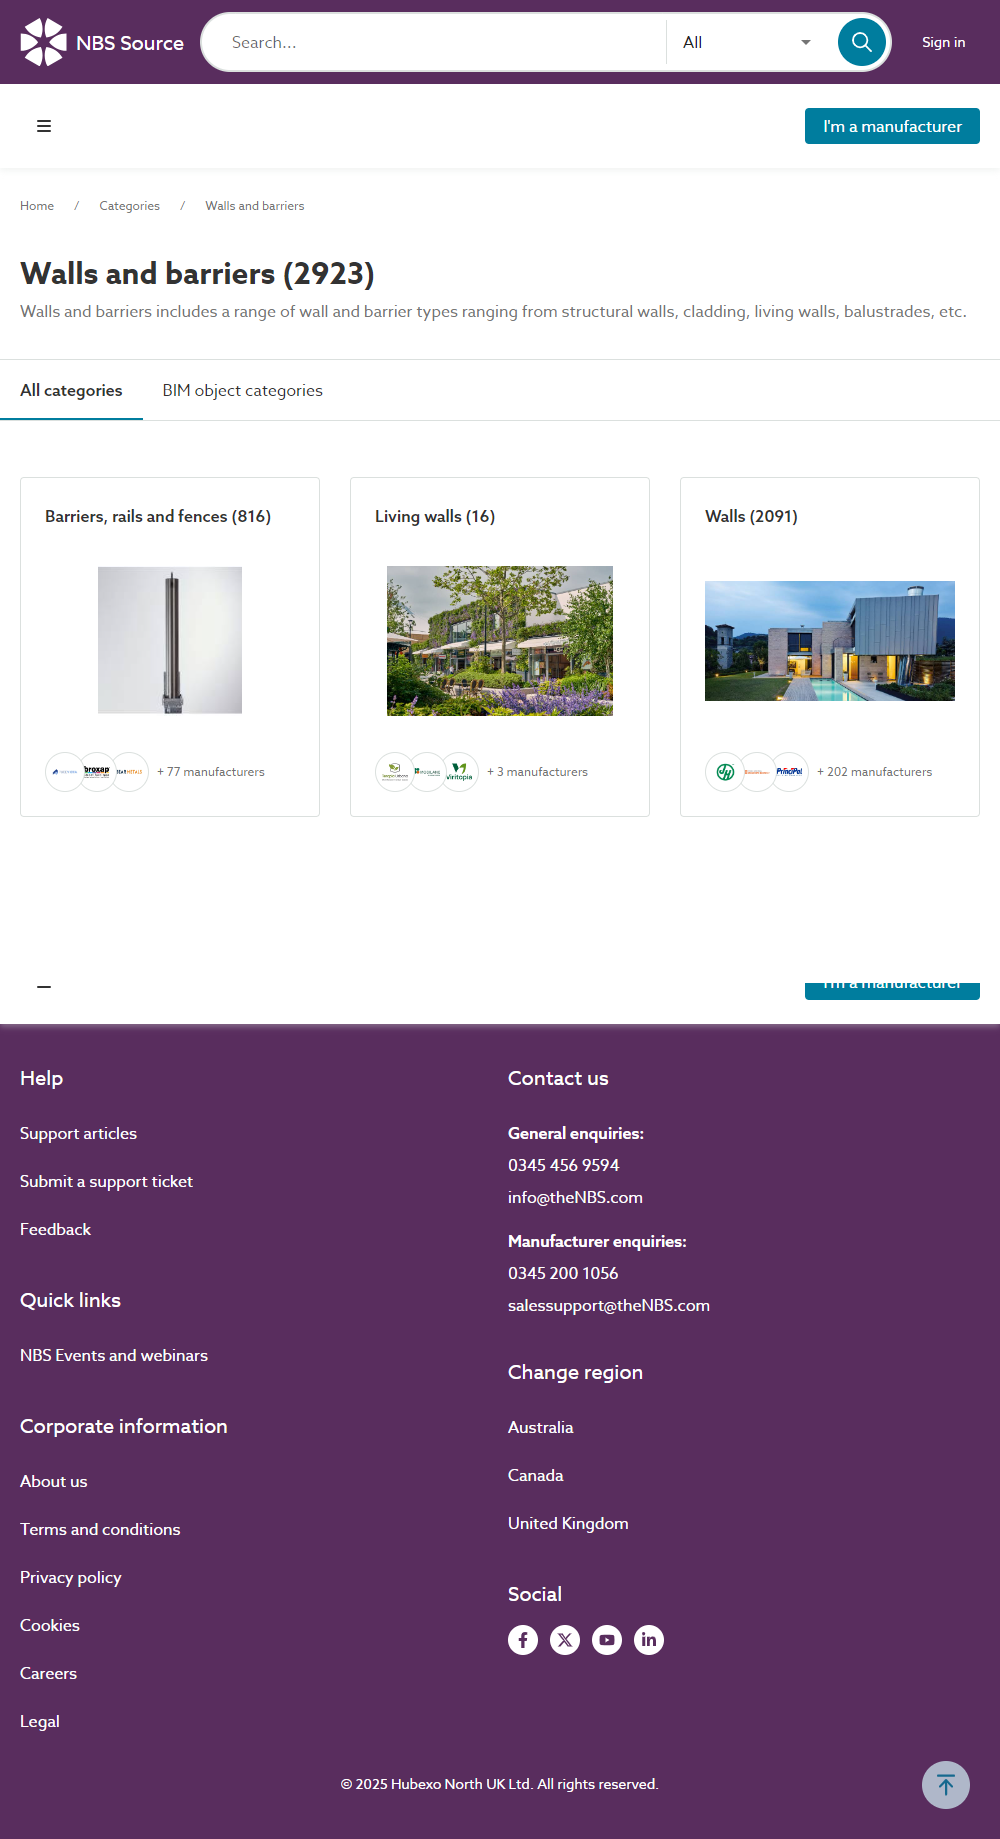 NBS Source
Search...
All
Sign in
I'm a manufacturer
Home / Categories / Walls and barriers
Walls and barriers (2923)
Walls and barriers includes a range of wall and barrier types ranging from structural walls, cladding, living walls, balustrades, etc.
All categories
BIM object categories
Barriers, rails and fences (816)
broxap
+ 77 manufacturers
Living walls (16)
Viritopia
+ 3 manufacturers
Walls (2091)
+ 202 manufacturers
I'm a manufacturer
Help
Support articles
Submit a support ticket
Feedback
Quick links
NBS Events and webinars
Corporate information
About us
Terms and conditions
Privacy policy
Cookies
Careers
Legal
Contact us
General enquiries:
0345 456 9594
info@theNBS.com
Manufacturer enquiries:
0345 200 1056
salessupport@theNBS.com
Change region
Australia
Canada
United Kingdom
Social
© 2025 Hubexo North UK Ltd. All rights reserved.